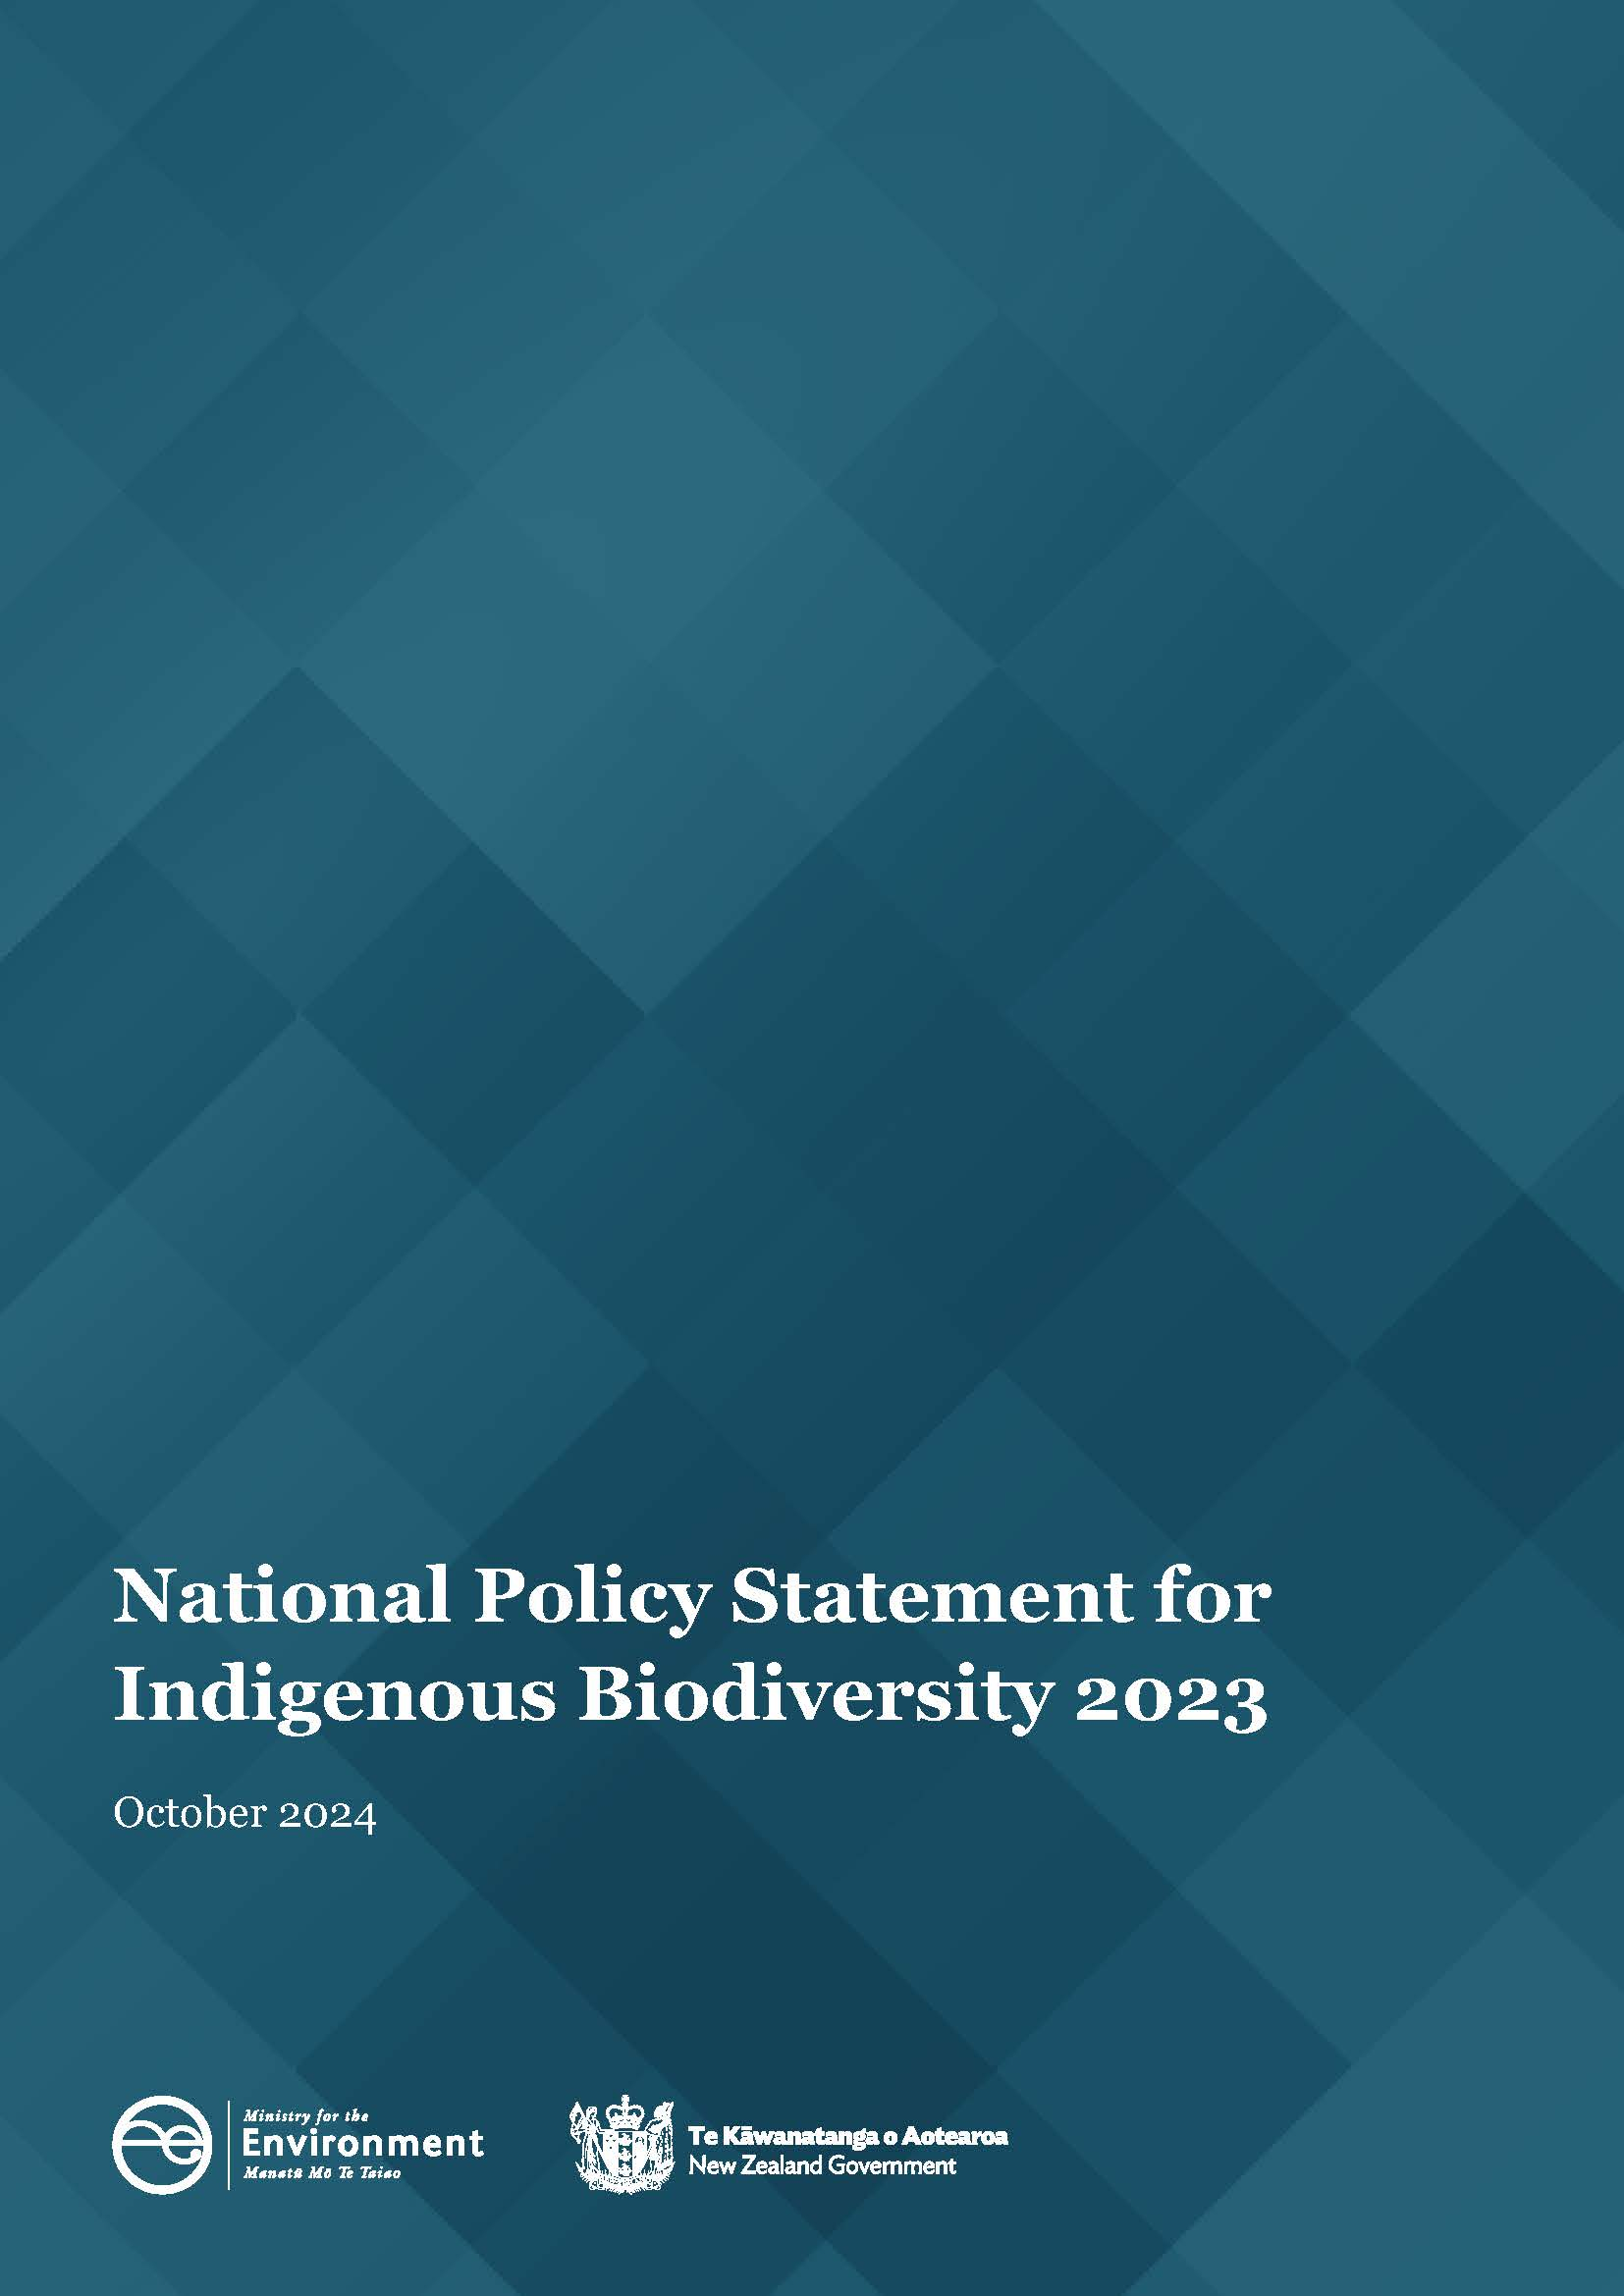 National Policy Statement for
Indigenous Biodiversity 2023
October 2024
Ministry for the
Environment
Manatū Mō Te Taiao
Te Kāwanatanga o Aotearoa
New Zealand Government